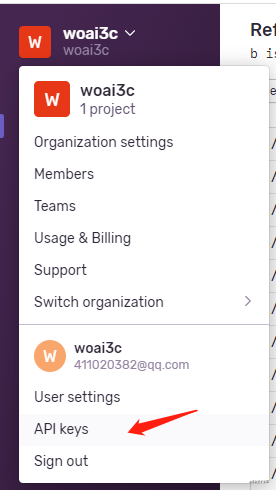 W
woai3c
woai3c
Ref
b is
W
woai3c
1 project
Organization settings
Members
Teams
Usage & Billing
Support
Switch organization
W
woai3c
411020382@qq.com
User settings
API keys
Sign out